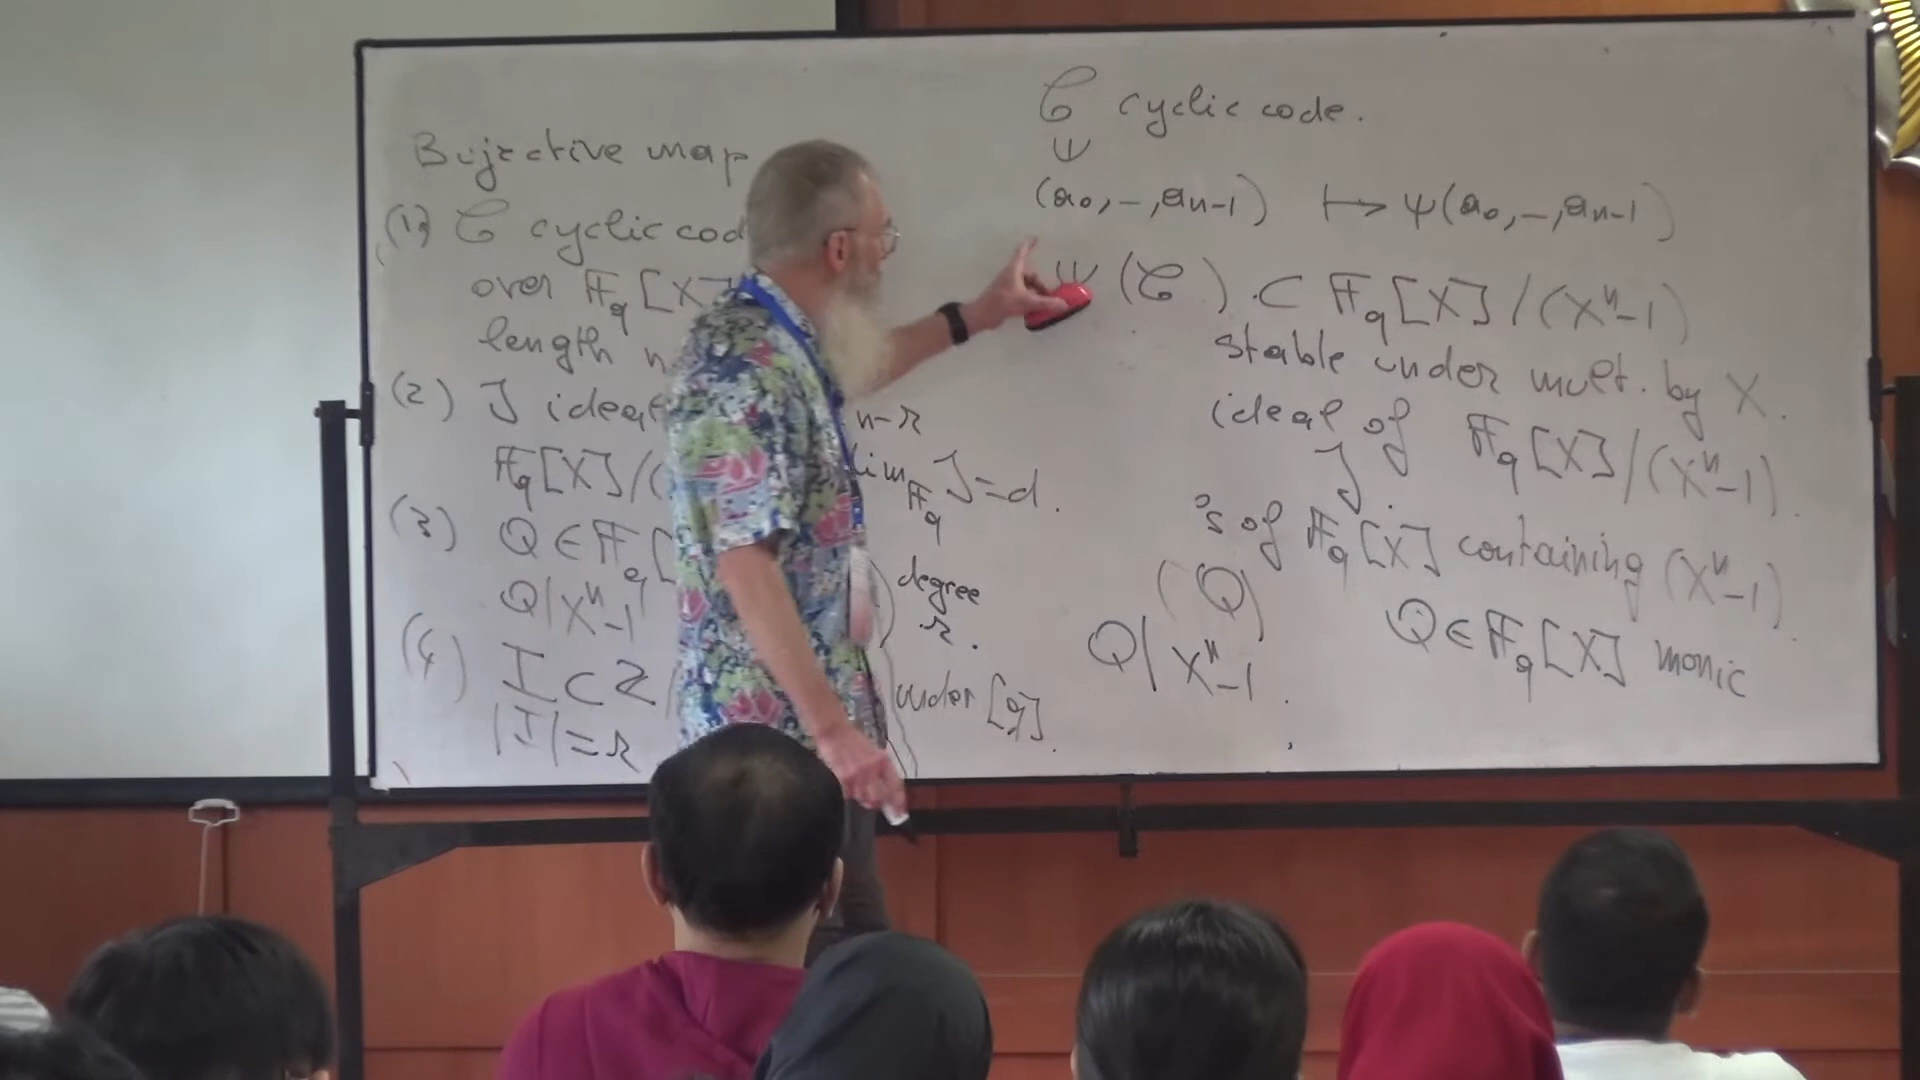 Bijective map
(1) C cyclic
over F_q[X]
length n
(2) J ideal n-r
F_q[X]/( dim_{F_q} J = d.
(3) Q ∈ F_q[ degree
Q | X^n-1 r.
(4) I ⊂ Z/ under [q].
|I| = r
C cyclic code.
Ψ
(a_0, –, a_{n-1}) ↦ ψ(a_0, –, a_{n-1})
Ψ(C) ⊂ F_q[X]/(X^n-1)
stable under mult. by X.
ideal of F_q[X]/(X^n-1).
J
's of F_q[X] containing (X^n-1).
(Q)
Q | X^n-1. Q ∈ F_q[X] monic